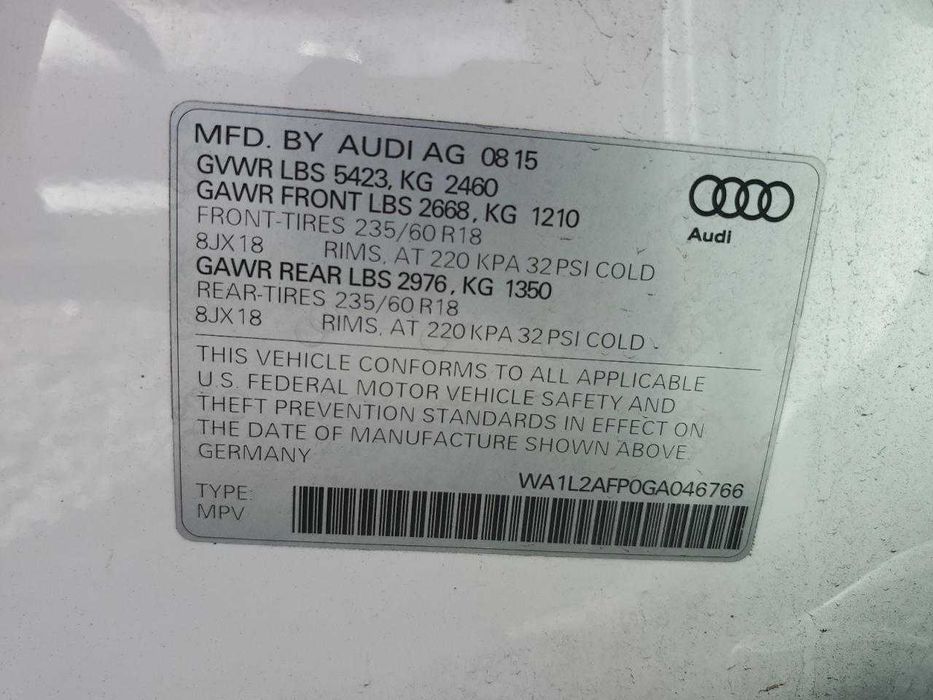 MFD. BY AUDI AG 08 15
GVWR LBS 5423, KG 2460
GAWR FRONT LBS 2668, KG 1210
FRONT-TIRES 235/60 R18
8JX18 RIMS, AT 220 KPA 32 PSI COLD
GAWR REAR LBS 2976, KG 1350
REAR-TIRES 235/60 R18
8JX18 RIMS, AT 220 KPA 32 PSI COLD
Audi
THIS VEHICLE CONFORMS TO ALL APPLICABLE
U.S. FEDERAL MOTOR VEHICLE SAFETY AND
THEFT PREVENTION STANDARDS IN EFFECT ON
THE DATE OF MANUFACTURE SHOWN ABOVE.
GERMANY
WA1L2AFP0GA046766
TYPE:
MPV